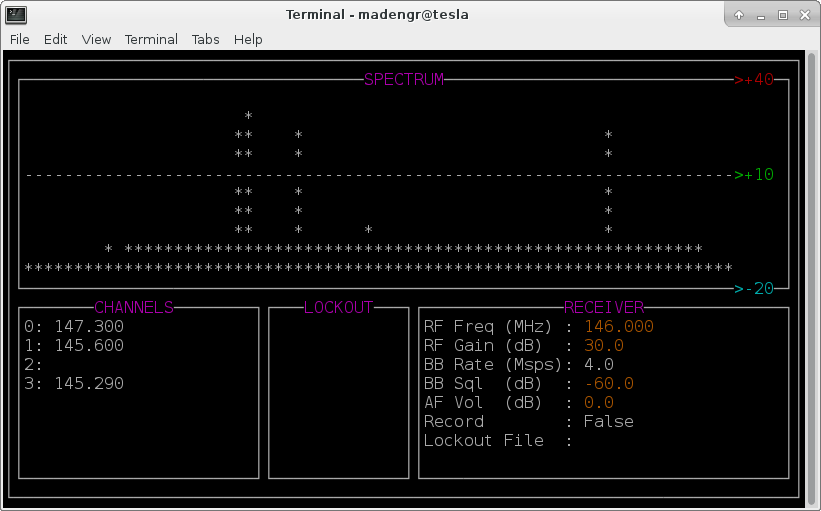 Terminal - madengr@tesla
File Edit View Terminal Tabs Help
SPECTRUM >+40
>+10
>-20
CHANNELS
0: 147.300
1: 145.600
2:
3: 145.290
LOCKOUT
RECEIVER
RF Freq (MHz) : 146.000
RF Gain (dB) : 30.0
BB Rate (Msps): 4.0
BB Sql (dB) : -60.0
AF Vol (dB) : 0.0
Record : False
Lockout File :